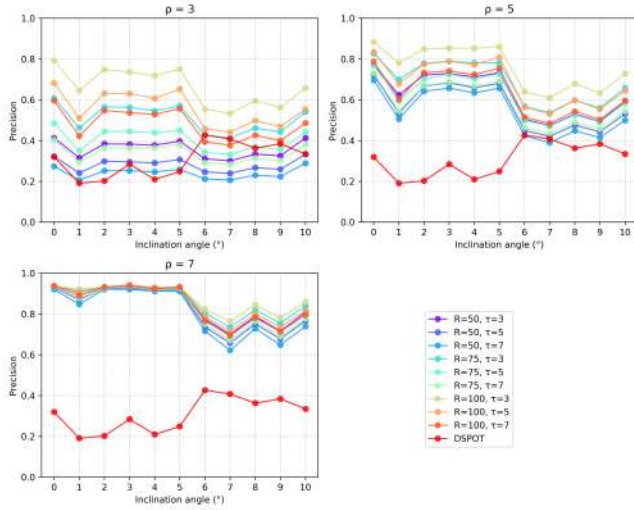 ρ = 3
1.0
0.8
0.6
0.4
0.2
0.0
Precision
0 1 2 3 4 5 6 7 8 9 10
Inclination angle (°)
ρ = 5
1.0
0.8
0.6
0.4
0.2
0.0
Precision
0 1 2 3 4 5 6 7 8 9 10
Inclination angle (°)
ρ = 7
1.0
0.8
0.6
0.4
0.2
0.0
Precision
0 1 2 3 4 5 6 7 8 9 10
Inclination angle (°)
R=50, τ=3
R=50, τ=5
R=50, τ=7
R=75, τ=3
R=75, τ=5
R=75, τ=7
R=100, τ=3
R=100, τ=5
R=100, τ=7
DSPOT